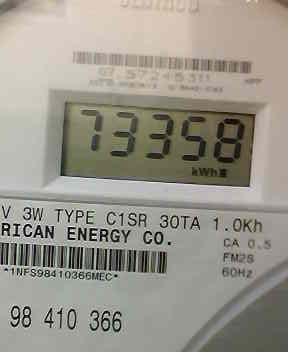 73358
kWh
V 3W TYPE C1SR 30TA 1.0Kh
RICAN ENERGY CO.
CA 0.5
FM2S
60Hz
*1NFS98410366MEC*
98 410 366